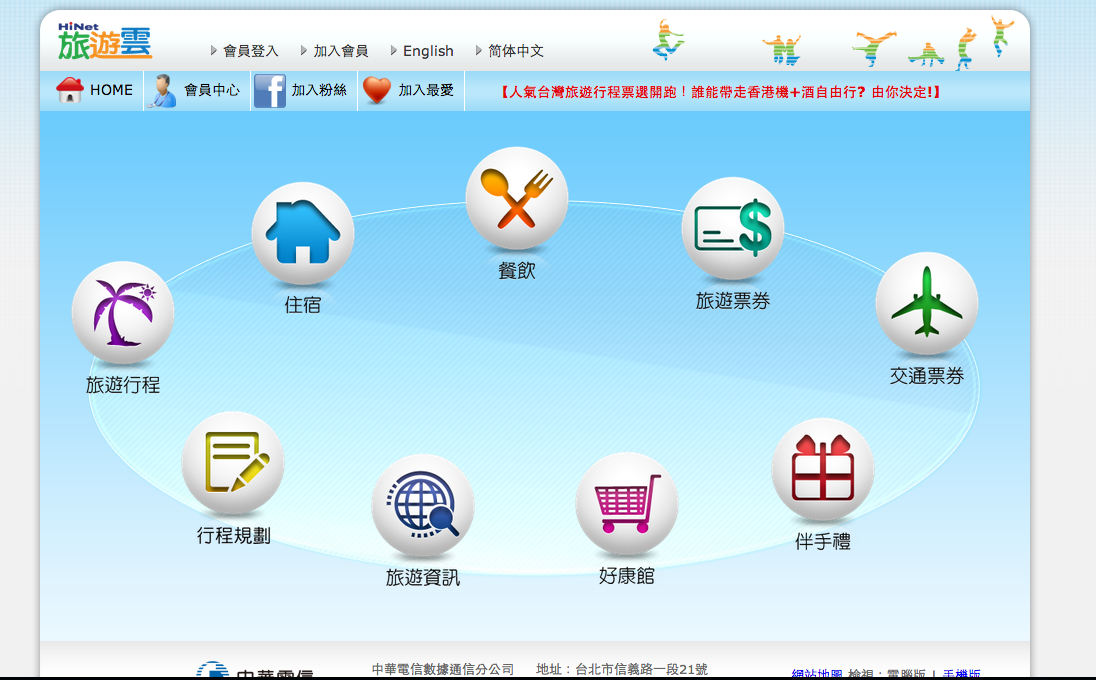 HiNet
旅遊雲
會員登入 加入會員 English 简体中文
HOME 會員中心 加入粉絲 加入最愛 【人氣台灣旅遊行程票選開跑！誰能帶走香港機+酒自由行? 由你決定!】
餐飲
住宿
旅遊票券
交通票券
旅遊行程
行程規劃
伴手禮
旅遊資訊
好康館
中華電信
中華電信數據通信分公司 地址：台北市信義路一段21號
網站地圖 檢視：電腦版 | 手機版